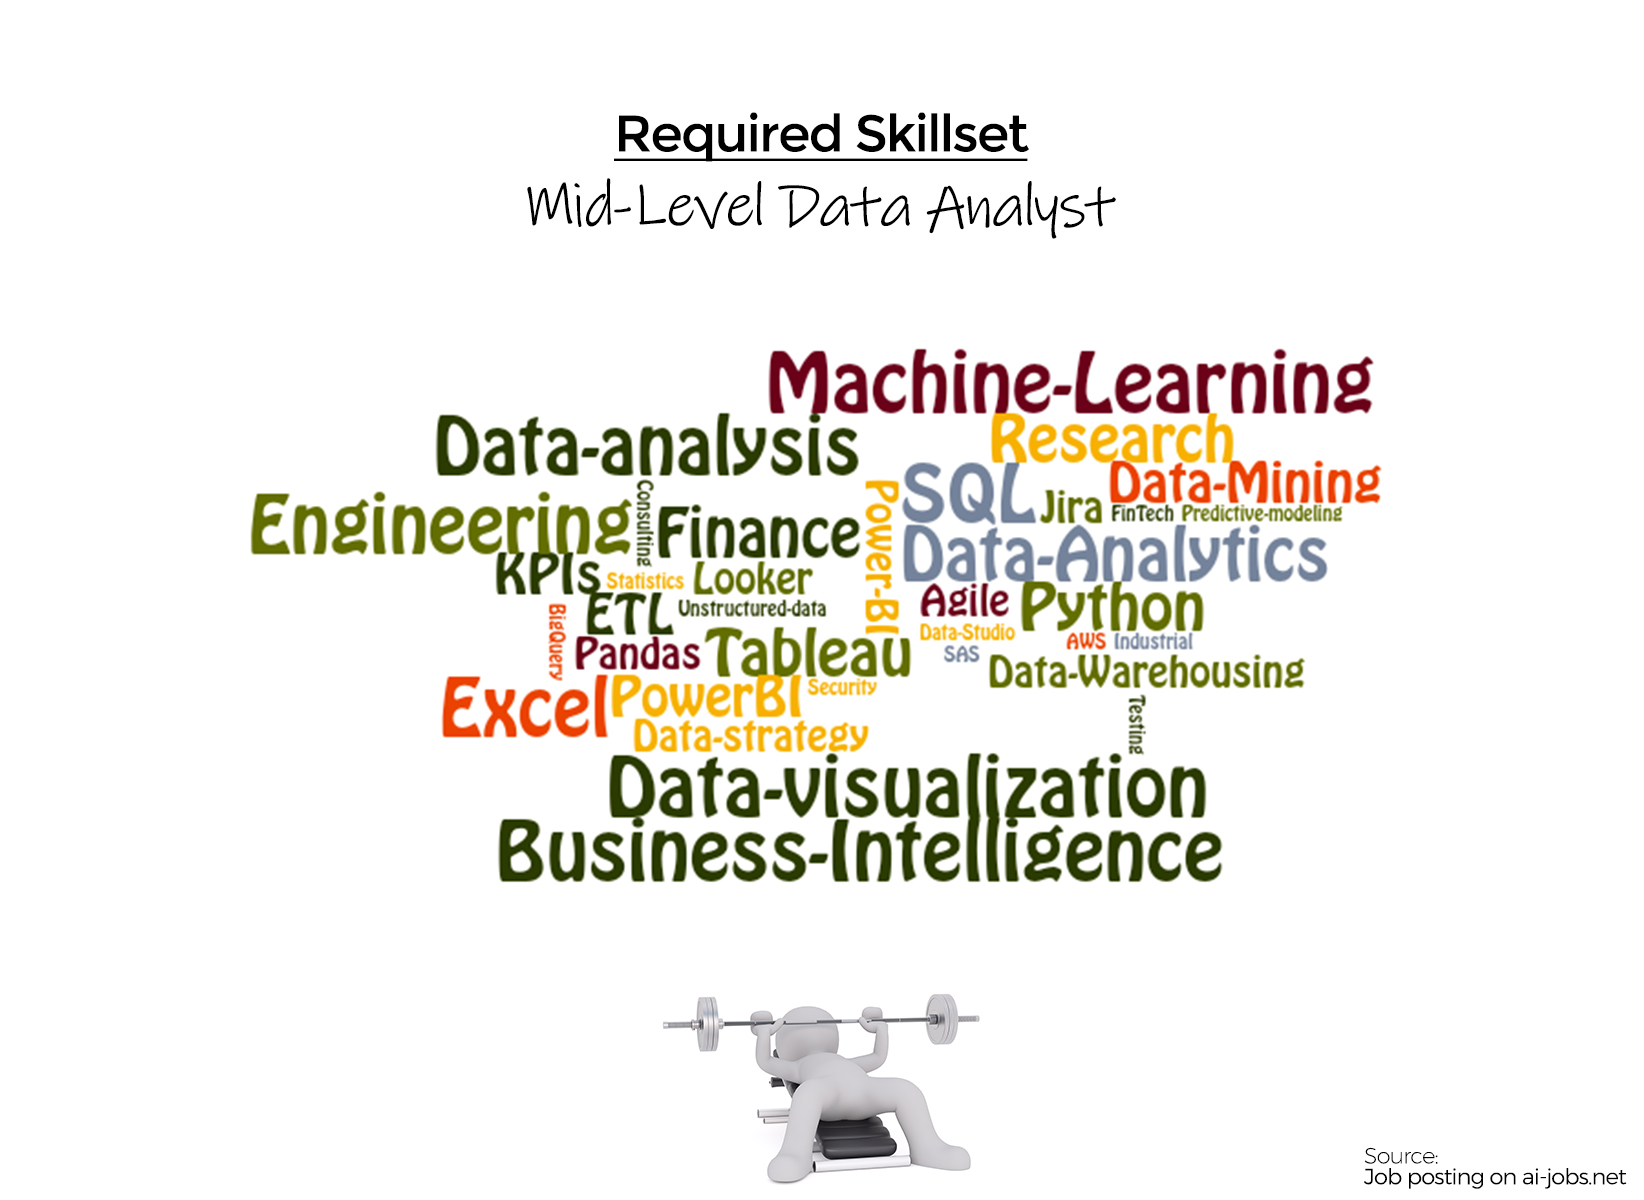 Required Skillset
Mid-Level Data Analyst
Machine-Learning
Data-analysis
Research
SQL
Data-Mining
Engineering
Consulting
Finance
Power-BI
Jira
FinTech
Predictive-modeling
Data-Analytics
KPIs
Statistics
Looker
Agile
Python
BigQuery
ETL
Unstructured-data
Data-Studio
AWS
Industrial
Pandas
Tableau
SAS
Data-Warehousing
Excel
PowerBI
Security
Testing
Data-strategy
Data-visualization
Business-Intelligence
Source:
Job posting on ai-jobs.net